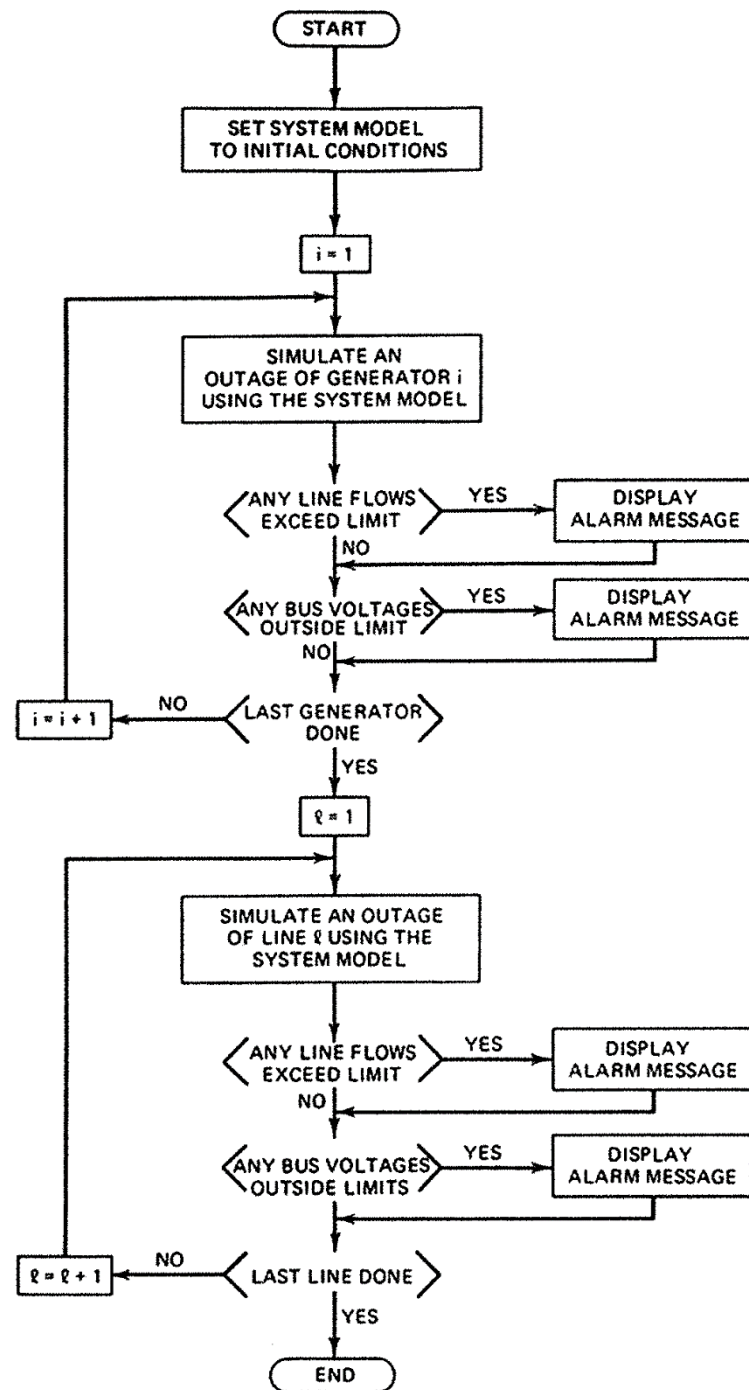 START
SET SYSTEM MODEL
TO INITIAL CONDITIONS
i = 1
SIMULATE AN
OUTAGE OF GENERATOR i
USING THE SYSTEM MODEL
ANY LINE FLOWS
EXCEED LIMIT
YES
DISPLAY
ALARM MESSAGE
NO
ANY BUS VOLTAGES
OUTSIDE LIMIT
YES
DISPLAY
ALARM MESSAGE
NO
LAST GENERATOR
DONE
NO
i = i + 1
YES
ℓ = 1
SIMULATE AN OUTAGE
OF LINE ℓ USING THE
SYSTEM MODEL
ANY LINE FLOWS
EXCEED LIMIT
YES
DISPLAY
ALARM MESSAGE
NO
ANY BUS VOLTAGES
OUTSIDE LIMITS
YES
DISPLAY
ALARM MESSAGE
LAST LINE DONE
NO
ℓ = ℓ + 1
YES
END